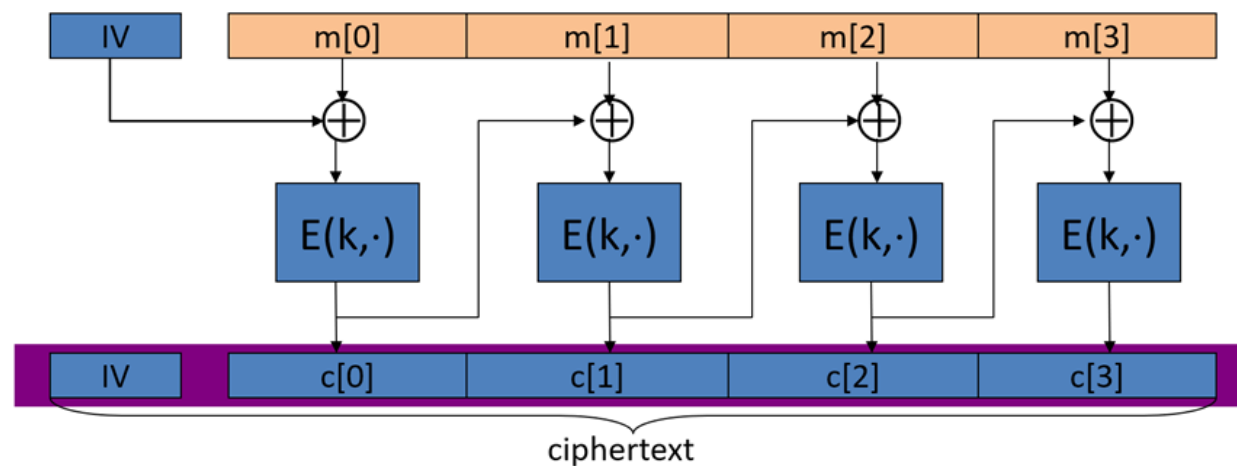 IV m[0] m[1] m[2] m[3]
E(k,·) E(k,·) E(k,·) E(k,·)
IV c[0] c[1] c[2] c[3]
ciphertext